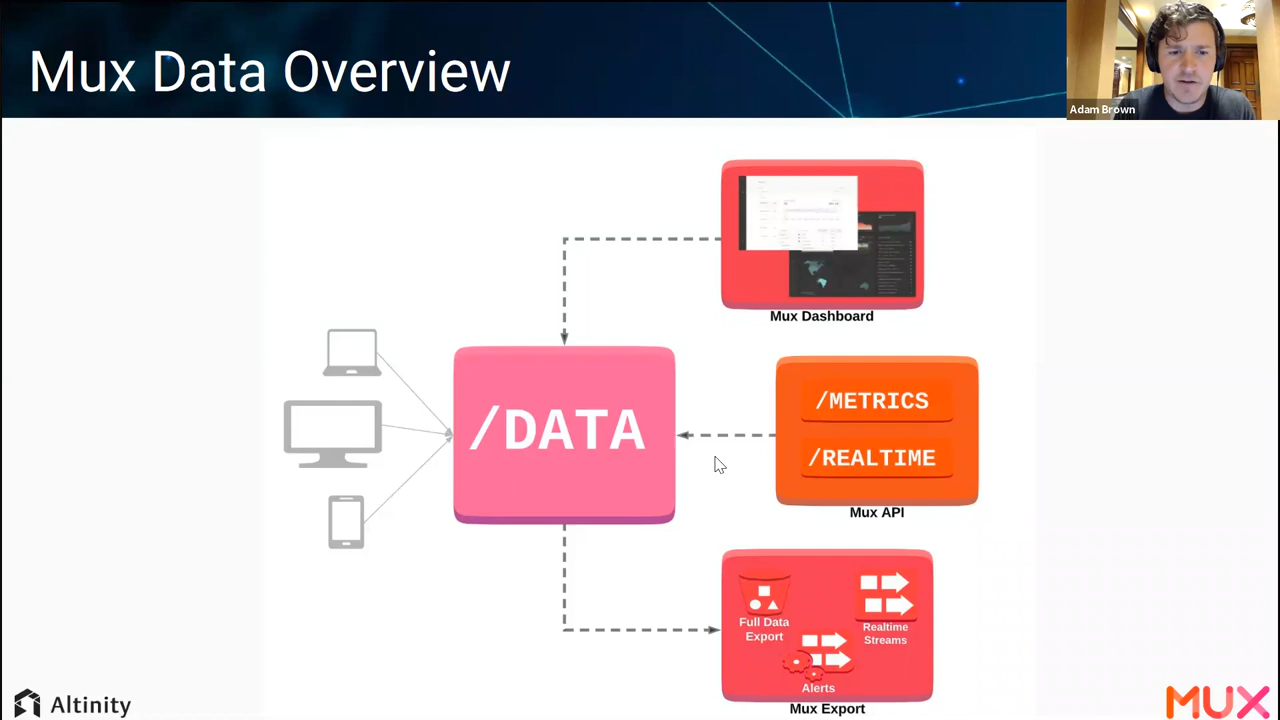 Mux Data Overview
Adam Brown
Mux Dashboard
/DATA
/METRICS
/REALTIME
Mux API
Full Data
Export
Realtime
Streams
Alerts
Mux Export
Altinity
MUX